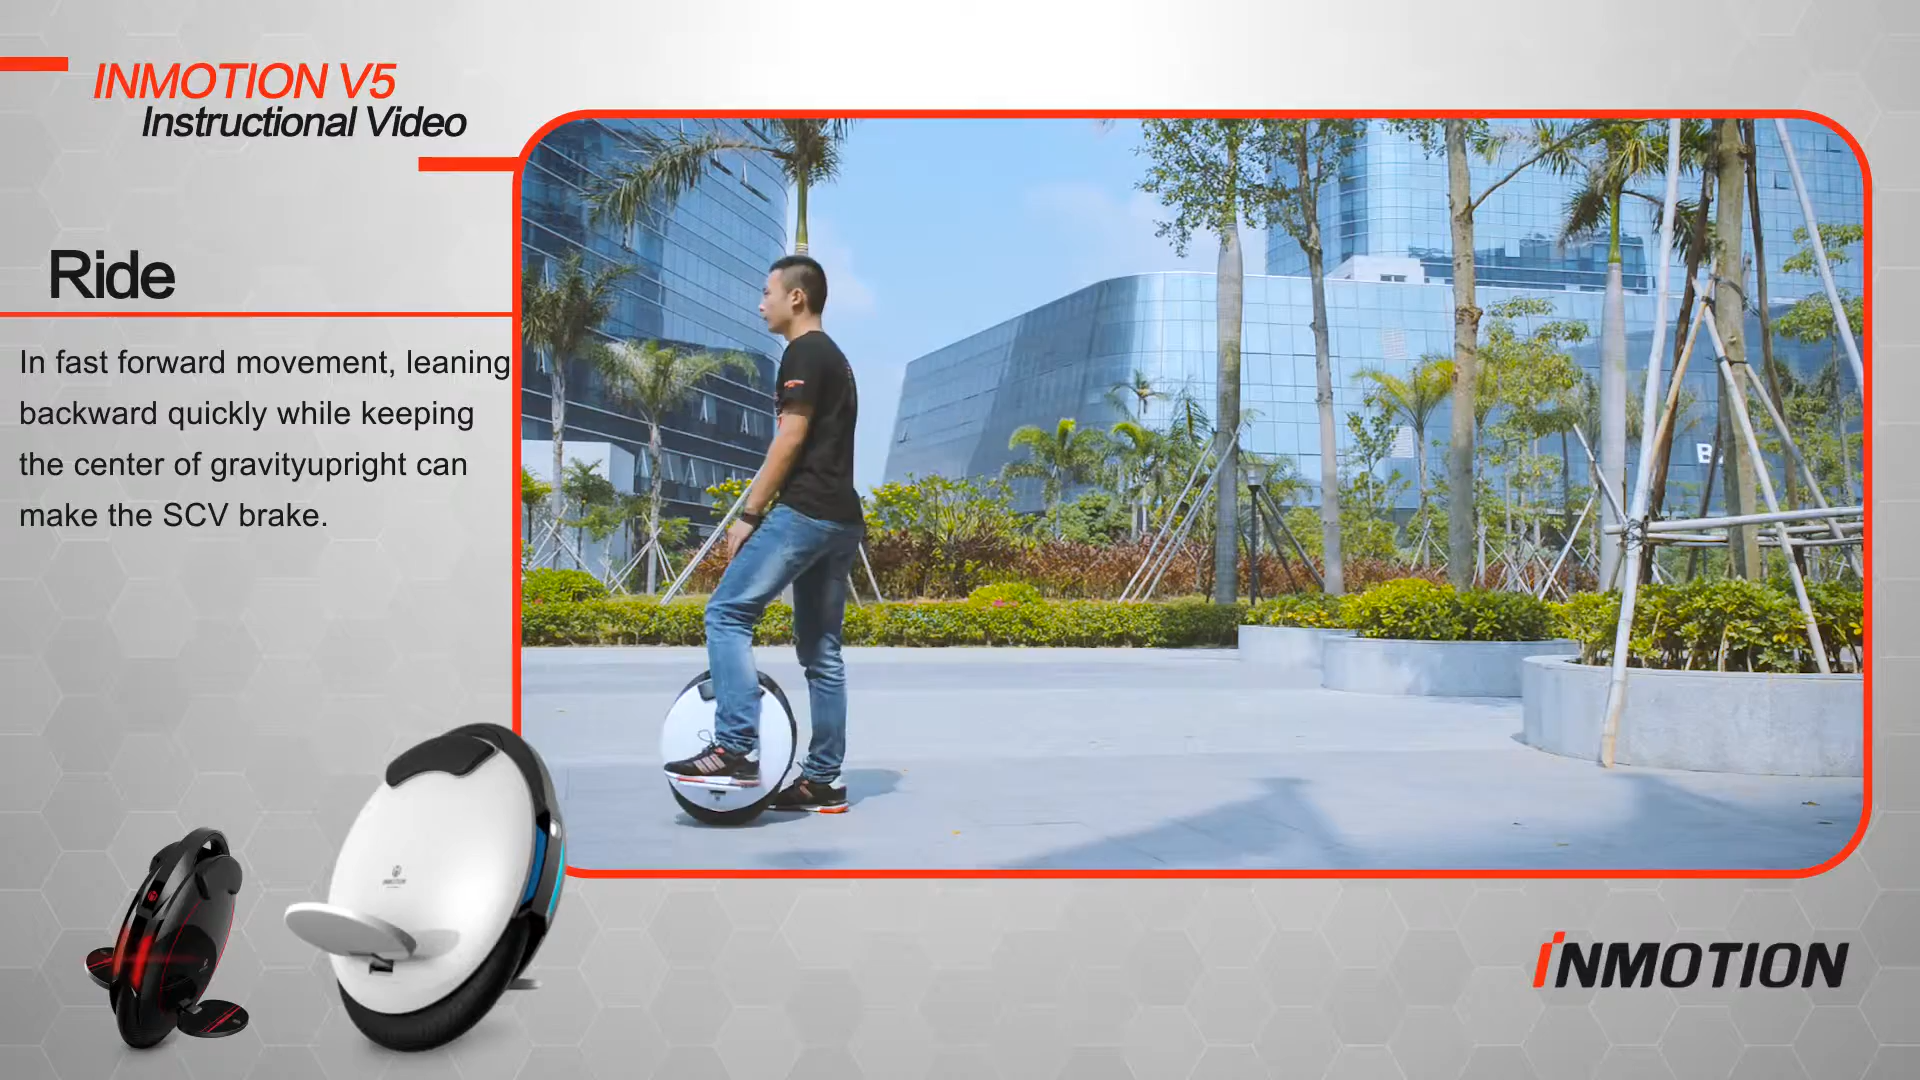 INMOTION V5
Instructional Video
Ride
In fast forward movement, leaning
backward quickly while keeping
the center of gravityupright can
make the SCV brake.
INMOTION
INMOTION